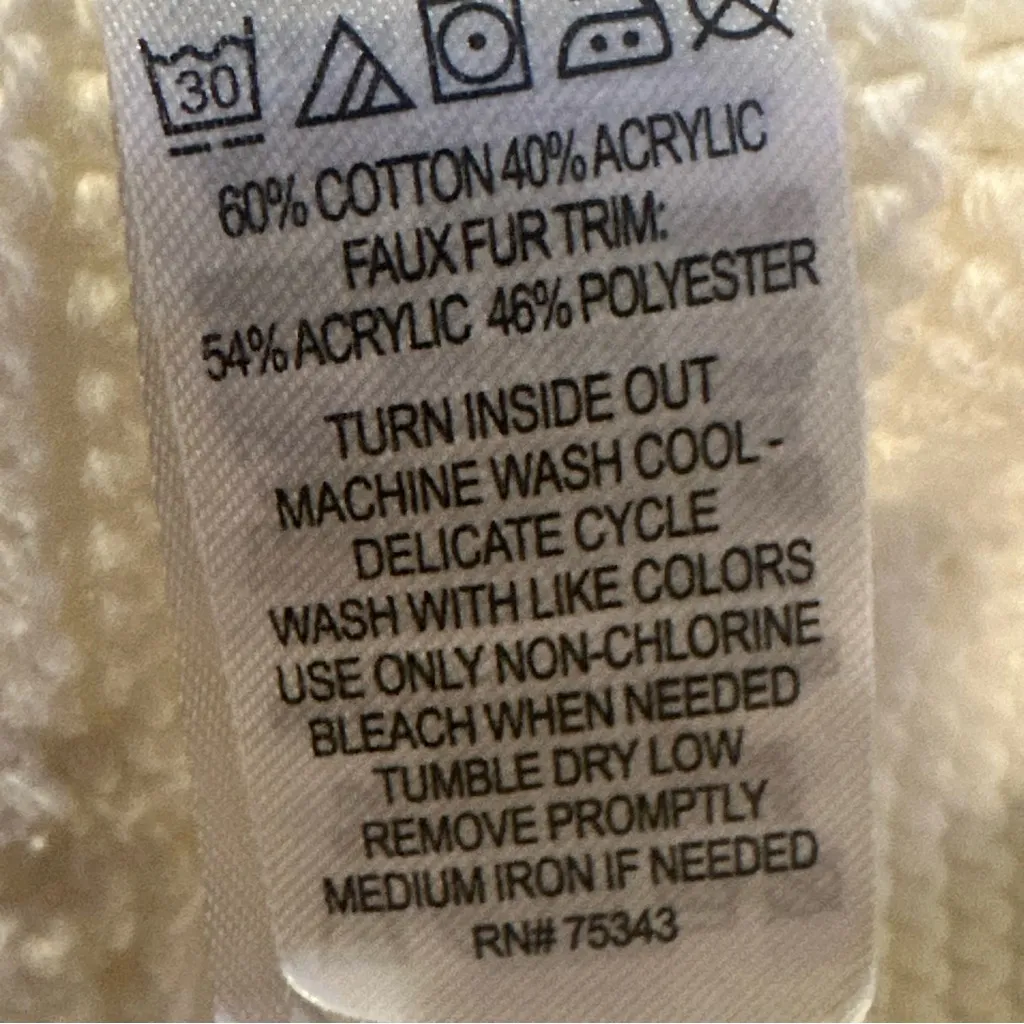 30
60% COTTON 40% ACRYLIC
FAUX FUR TRIM:
54% ACRYLIC 46% POLYESTER
TURN INSIDE OUT
MACHINE WASH COOL -
DELICATE CYCLE
WASH WITH LIKE COLORS
USE ONLY NON-CHLORINE
BLEACH WHEN NEEDED
TUMBLE DRY LOW
REMOVE PROMPTLY
MEDIUM IRON IF NEEDED
RN# 75343